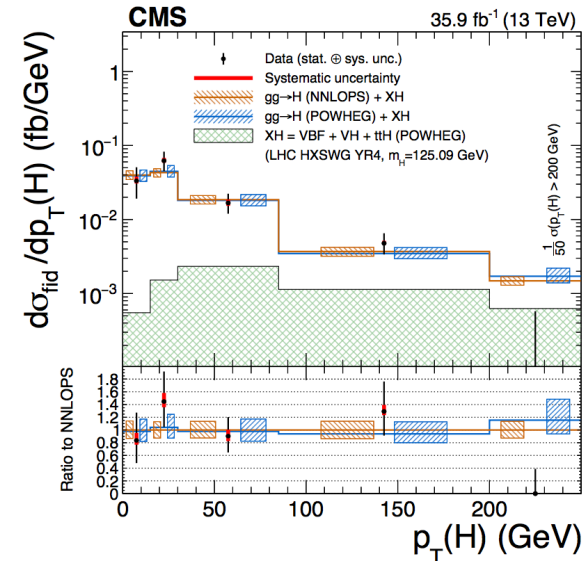 CMS 35.9 fb⁻¹ (13 TeV)
Data (stat. ⊕ sys. unc.)
Systematic uncertainty
gg→H (NNLOPS) + XH
gg→H (POWHEG) + XH
XH = VBF + VH + ttH (POWHEG)
(LHC HXSWG YR4, m_H=125.09 GeV)
dσ_fid /dp_T(H) (fb/GeV)
1
10⁻¹
10⁻²
10⁻³
1/50 σ(p_T(H) > 200 GeV)
Ratio to NNLOPS
1.8
1.6
1.4
1.2
1
0.8
0.6
0.4
0.2
0
0 50 100 150 200 250
p_T(H) (GeV)